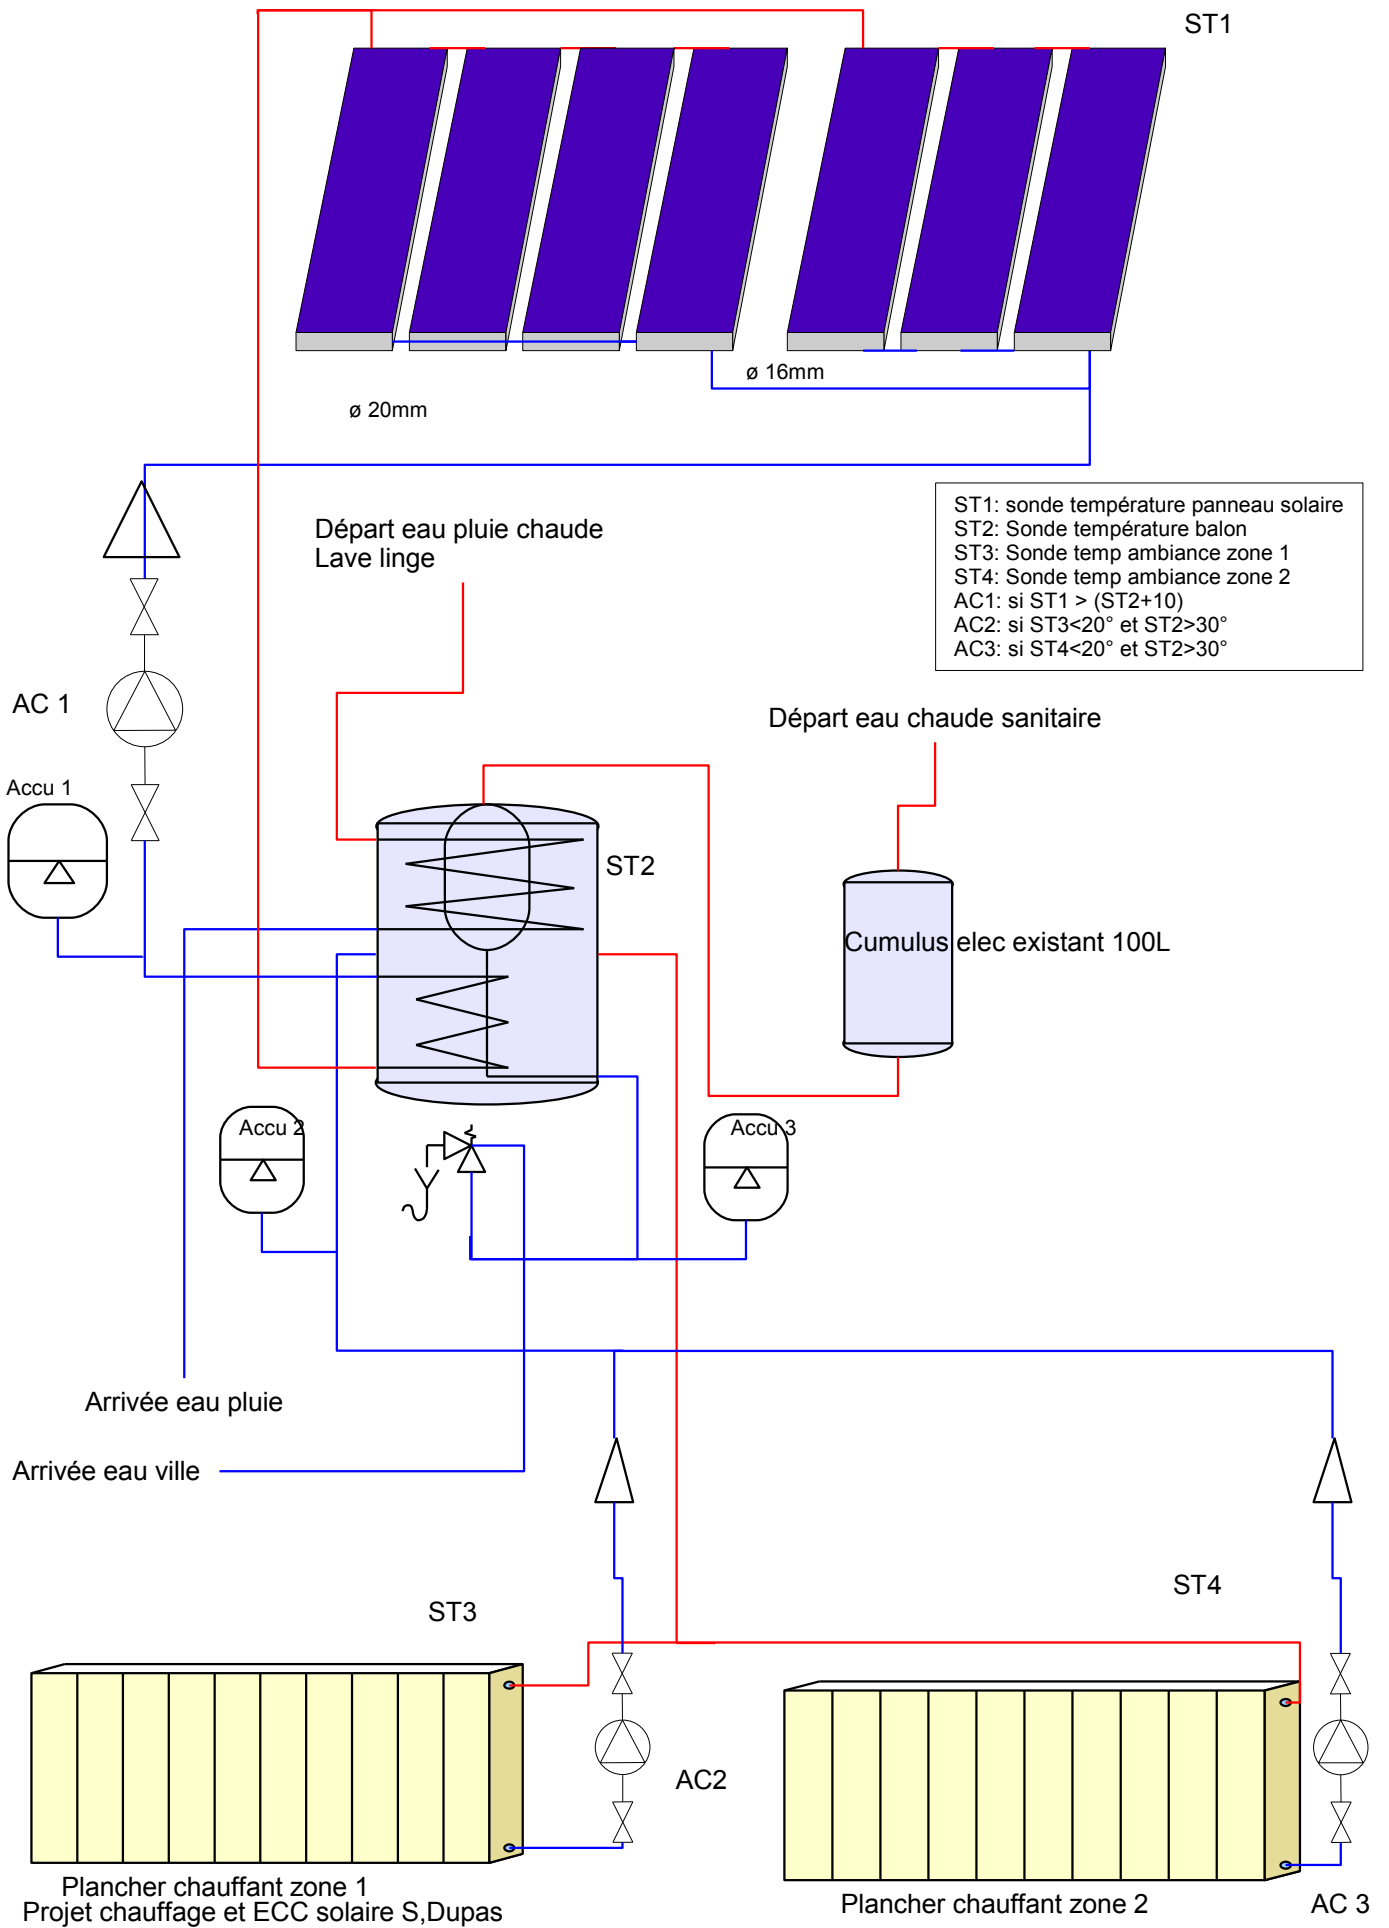 ST1
ø 16mm
ø 20mm
ST1: sonde température panneau solaire
ST2: Sonde température balon
ST3: Sonde temp ambiance zone 1
ST4: Sonde temp ambiance zone 2
AC1: si ST1 > (ST2+10)
AC2: si ST3<20° et ST2>30°
AC3: si ST4<20° et ST2>30°
Départ eau pluie chaude
Lave linge
AC 1
Départ eau chaude sanitaire
Accu 1
ST2
Cumulus elec existant 100L
Accu 2
Accu 3
Arrivée eau pluie
Arrivée eau ville
ST4
ST3
AC2
Plancher chauffant zone 1
Projet chauffage et ECC solaire S,Dupas
Plancher chauffant zone 2
AC 3